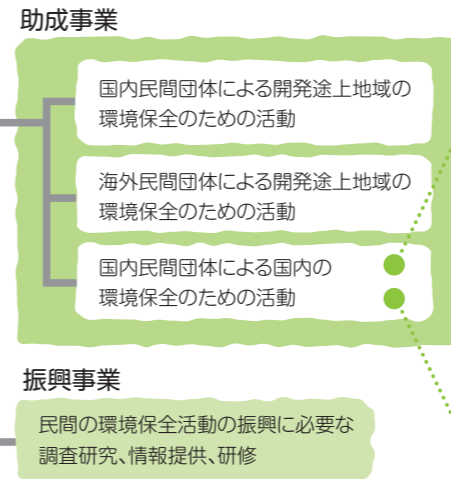 助成事業
国内民間団体による開発途上地域の
環境保全のための活動
海外民間団体による開発途上地域の
環境保全のための活動
国内民間団体による国内の
環境保全のための活動
振興事業
民間の環境保全活動の振興に必要な
調査研究、情報提供、研修